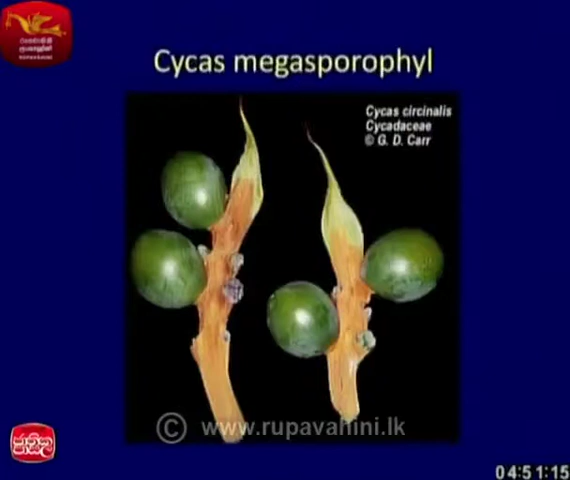 Cycas megasporophyl
Cycas circinalis
Cycadaceae
© G. D. Carr
© www.rupavahini.lk
04:51:15